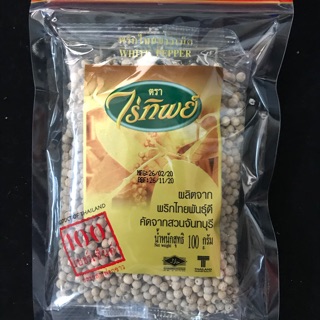 WHITE PEPPER
ตรา
ไร่ทิพย์
MFG:26/02/20
EXP:26/11/20
ผลิตจาก
พริกไทยพันธุ์ดี
คัดจากสวนจันทบุรี
น้ำหนักสุทธิ 100 กรัม
PRODUCT OF THAILAND
100